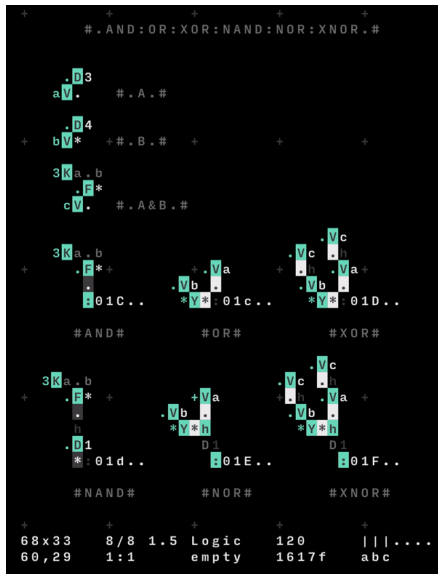 #.AND:OR:XOR:NAND:NOR:XNOR.#
.D3
aV. #.A.#
.D4
bV* #.B.#
3Ka.b
.F*
cV. #.A&B.#
.Vc
3Ka.b .Vc .h
.F* .Va .h .Va
. .Vb . .Vb .
:01C.. *Y*:01c.. *Y*:01D..
#AND# #OR# #XOR#
.Vc
3Ka.b .Vc .h
.F* +Va .h .Va
. .Vb . .Vb .
h *Y*h *Y*h
.D1 D1 D1
*:01d.. :01E.. :01F..
#NAND# #NOR# #XNOR#
68x33 8/8 1.5 Logic 120 |||....
60,29 1:1 empty 1617f abc